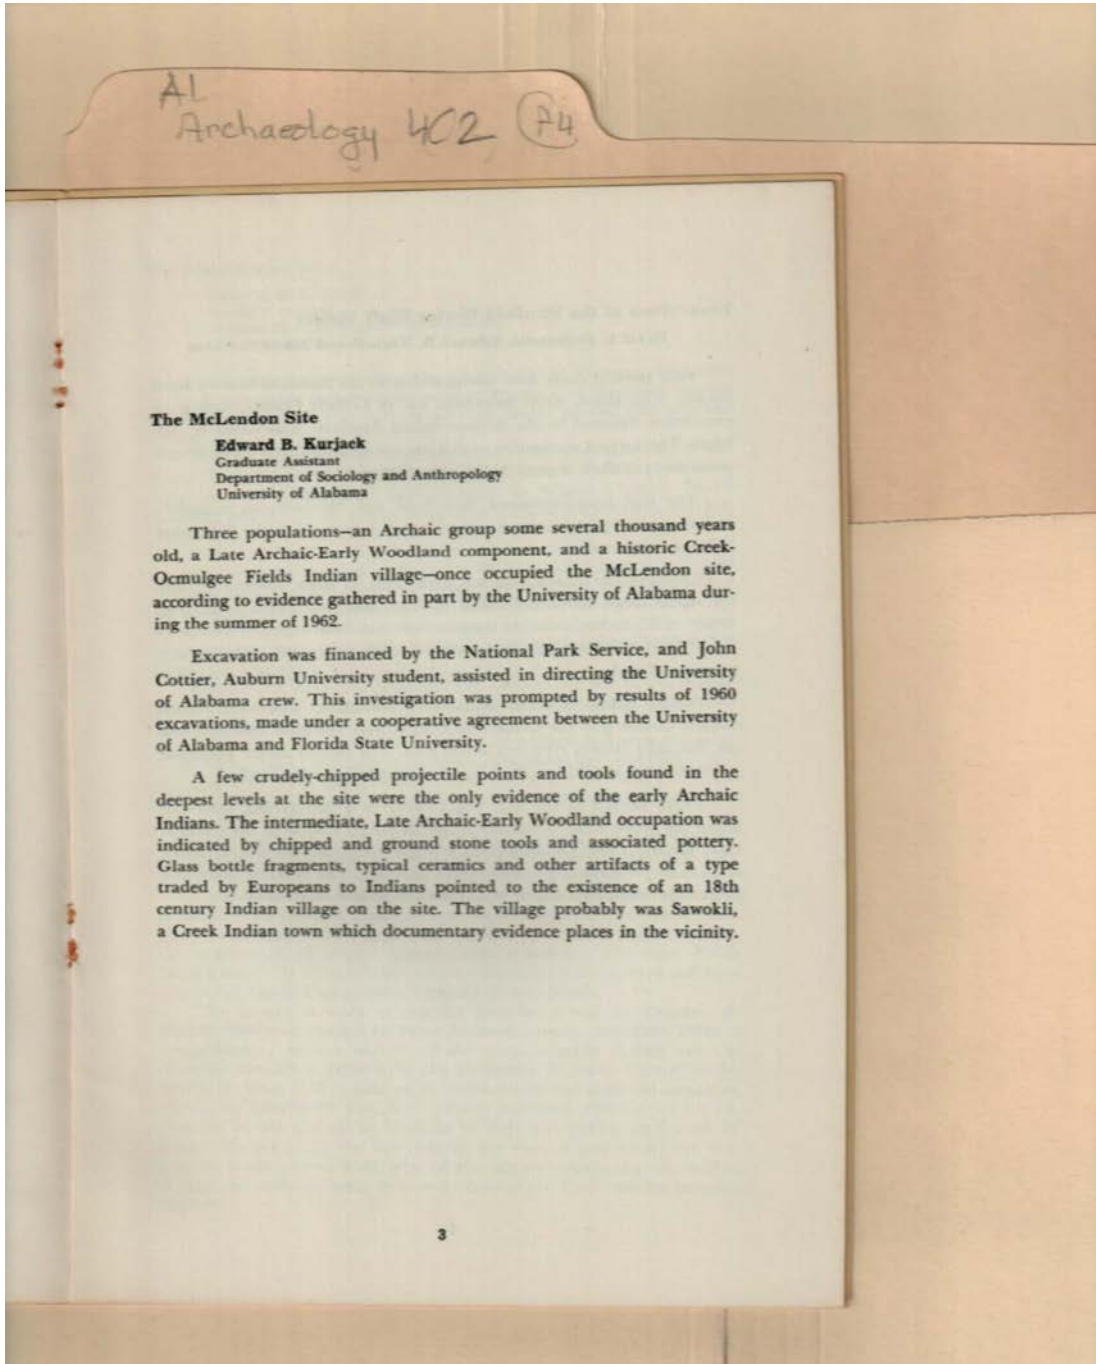 AL
Archaeology 4C2 P4
The McLendon Site
Edward B. Kurjack
Graduate Assistant
Department of Sociology and Anthropology
University of Alabama
Three populations—an Archaic group some several thousand years
old, a Late Archaic-Early Woodland component, and a historic Creek-
Ocmulgee Fields Indian village—once occupied the McLendon site,
according to evidence gathered in part by the University of Alabama dur-
ing the summer of 1962.
Excavation was financed by the National Park Service, and John
Cottier, Auburn University student, assisted in directing the University
of Alabama crew. This investigation was prompted by results of 1960
excavations, made under a cooperative agreement between the University
of Alabama and Florida State University.
A few crudely-chipped projectile points and tools found in the
deepest levels at the site were the only evidence of the early Archaic
Indians. The intermediate, Late Archaic-Early Woodland occupation was
indicated by chipped and ground stone tools and associated pottery.
Glass bottle fragments, typical ceramics and other artifacts of a type
traded by Europeans to Indians pointed to the existence of an 18th
century Indian village on the site. The village probably was Sawokli,
a Creek Indian town which documentary evidence places in the vicinity.
3